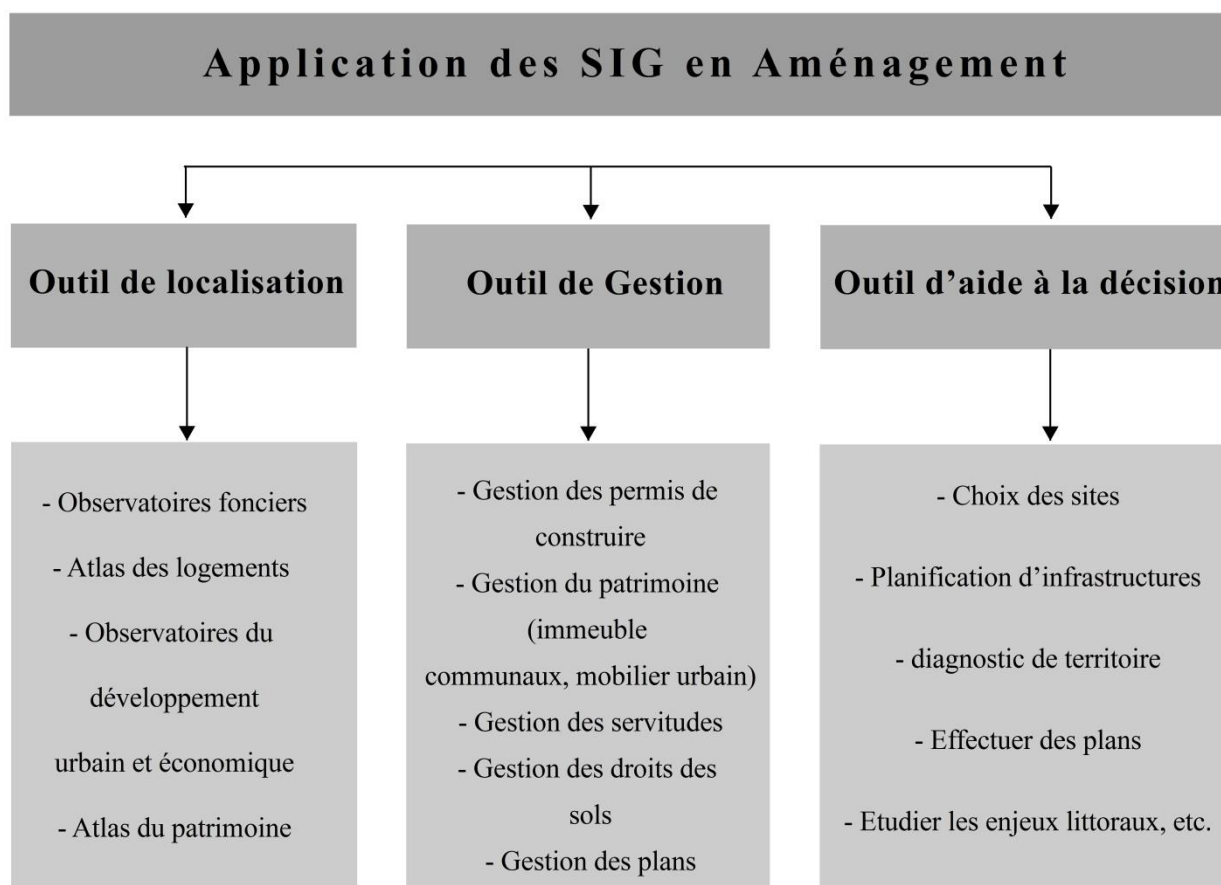 Application des SIG en Aménagement
Outil de localisation
Outil de Gestion
Outil d’aide à la décision
- Observatoires fonciers
- Atlas des logements
- Observatoires du
développement
urbain et économique
- Atlas du patrimoine
- Gestion des permis de
construire
- Gestion du patrimoine
(immeuble
communaux, mobilier urbain)
- Gestion des servitudes
- Gestion des droits des
sols
- Gestion des plans
- Choix des sites
- Planification d’infrastructures
- diagnostic de territoire
- Effectuer des plans
- Etudier les enjeux littoraux, etc.